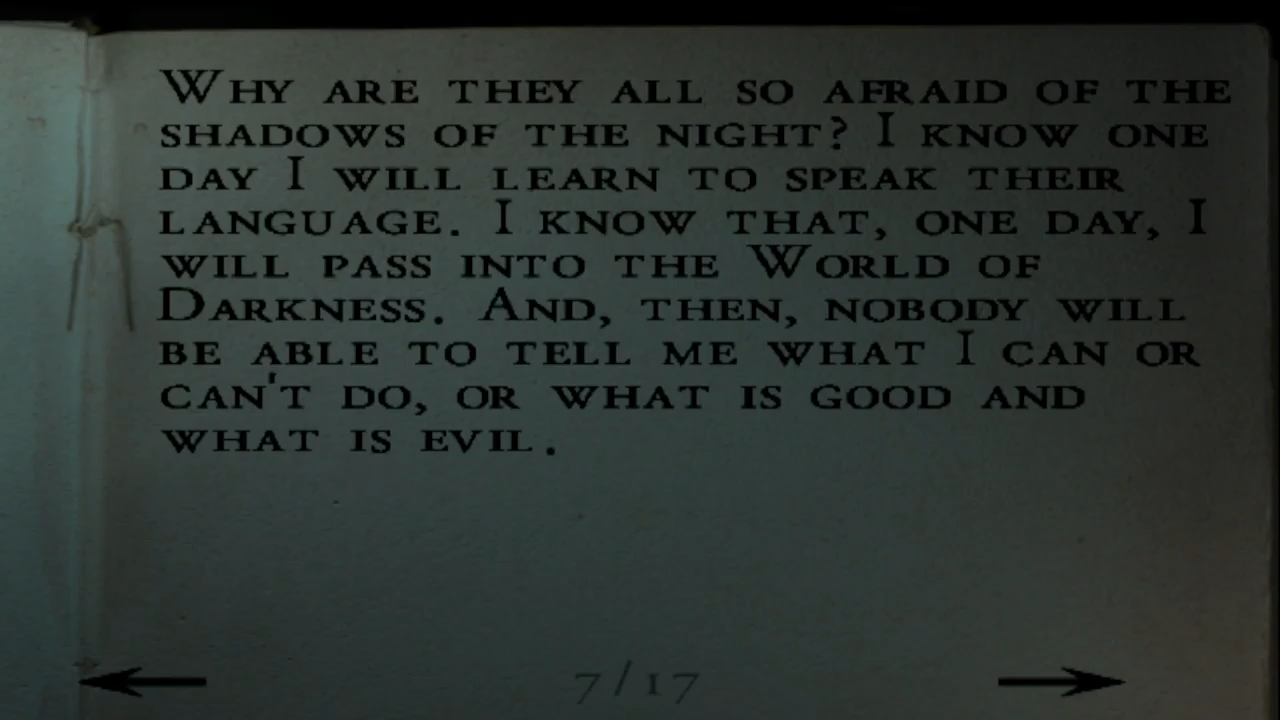 Why are they all so afraid of the
shadows of the night? I know one
day I will learn to speak their
language. I know that, one day, I
will pass into the World of
Darkness. And, then, nobody will
be able to tell me what I can or
can't do, or what is good and
what is evil.
7/17